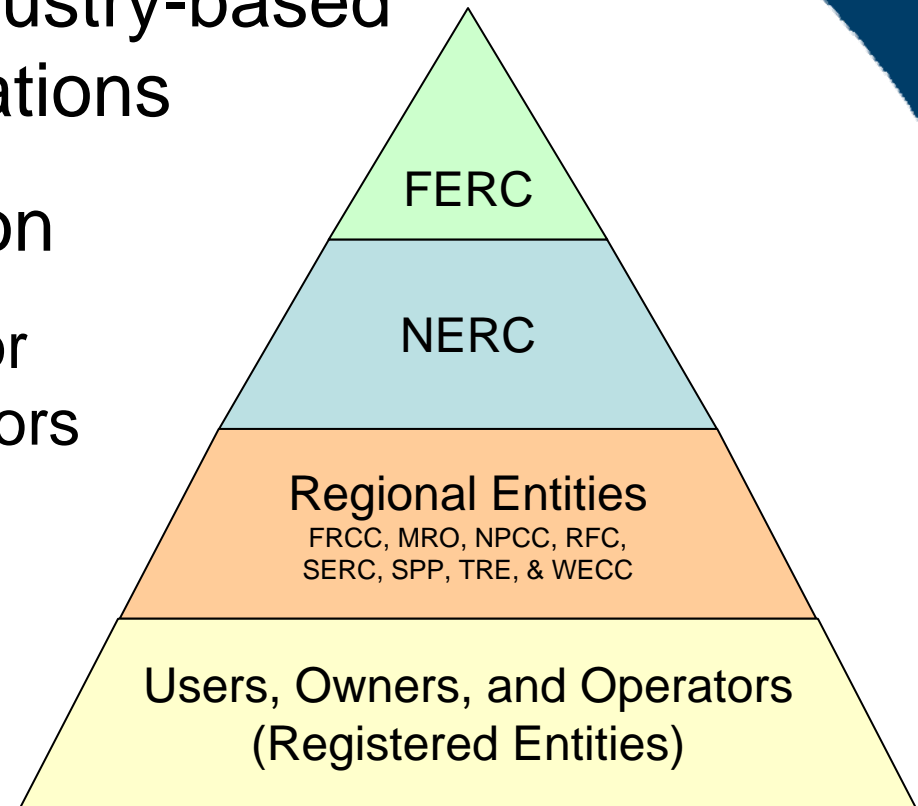 ustry-based
ations
on
or
ors
FERC
NERC
Regional Entities
FRCC, MRO, NPCC, RFC,
SERC, SPP, TRE, & WECC
Users, Owners, and Operators
(Registered Entities)